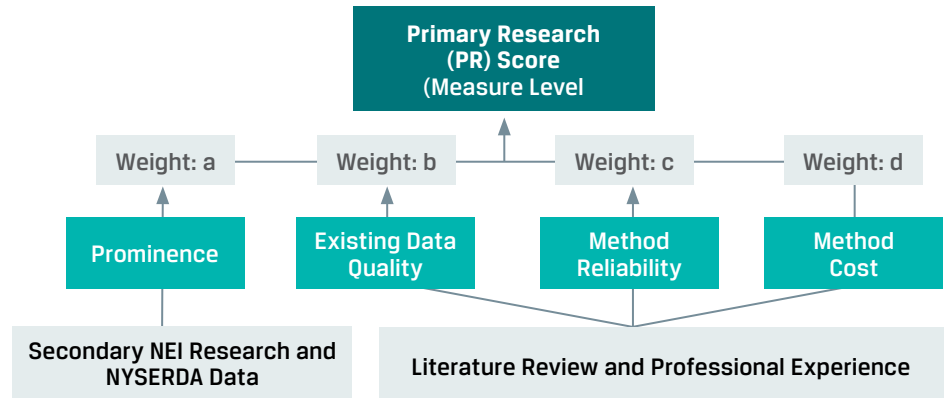 Primary Research
(PR) Score
(Measure Level
Weight: a
Weight: b
Weight: c
Weight: d
Prominence
Existing Data
Quality
Method
Reliability
Method
Cost
Secondary NEI Research and
NYSERDA Data
Literature Review and Professional Experience